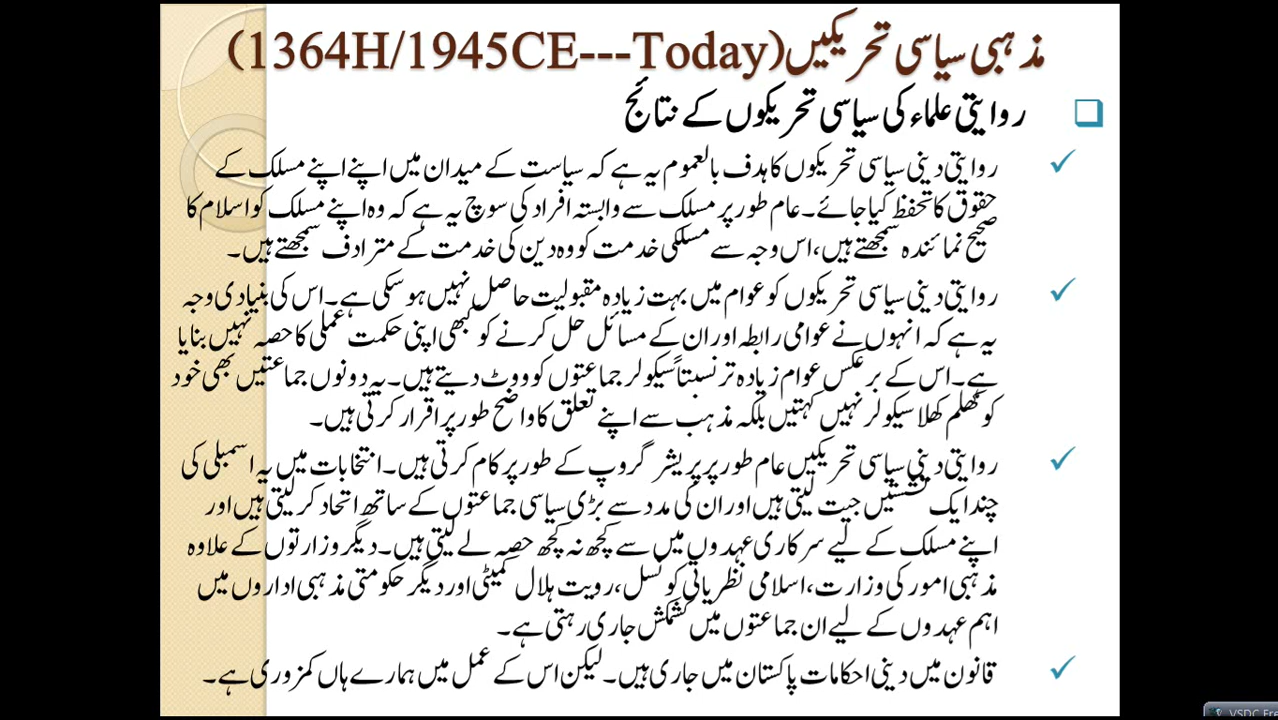 مذہبی سیاسی تحریکیں(1364H/1945CE---Today)
روایتی علماء کی سیاسی تحریکوں کے نتائج
روایتی دینی سیاسی تحریکوں کا ہدف بالعموم یہ ہے کہ سیاست کے میدان میں اپنے اپنے مسلک کے
حقوق کا تحفظ کیا جائے۔ عام طور پر مسلک سے وابستہ افراد کی سوچ یہ ہے کہ وہ اپنے مسلک کو اسلام کا
صحیح نمائندہ سمجھتے ہیں، اس وجہ سے مسلکی خدمت کو وہ دین کی خدمت کے مترادف سمجھتے ہیں۔
روایتی دینی سیاسی تحریکوں کو عوام میں بہت زیادہ مقبولیت حاصل نہیں ہو سکی ہے۔ اس کی بنیادی وجہ
یہ ہے کہ انہوں نے عوامی رابطہ اور ان کے مسائل حل کرنے کو کبھی اپنی حکمت عملی کا حصہ نہیں بنایا
ہے۔ اس کے برعکس عوام زیادہ تر نسبتاً سیکولر جماعتوں کو ووٹ دیتے ہیں۔ یہ دونوں جماعتیں بھی خود
کو کھلم کھلا سیکولر نہیں کہتیں بلکہ مذہب سے اپنے تعلق کا واضح طور پر اقرار کرتی ہیں۔
روایتی دینی سیاسی تحریکیں عام طور پر پریشر گروپ کے طور پر کام کرتی ہیں۔ انتخابات میں یہ اسمبلی کی
چند ایک نشستیں جیت لیتی ہیں اور ان کی مدد سے بڑی سیاسی جماعتوں کے ساتھ اتحاد کر لیتی ہیں اور
اپنے مسلک کے لیے سرکاری عہدوں میں سے کچھ نہ کچھ حصہ لے لیتی ہیں۔ دیگر وزارتوں کے علاوہ
مذہبی امور کی وزارت، اسلامی نظریاتی کونسل، رویت ہلال کمیٹی اور دیگر حکومتی مذہبی اداروں میں
اہم عہدوں کے لیے ان جماعتوں میں کشمکش جاری رہتی ہے۔
قانون میں دینی احکامات پاکستان میں جاری ہیں۔ لیکن اس کے عمل میں ہمارے ہاں کمزوری ہے۔
VSDC Fre